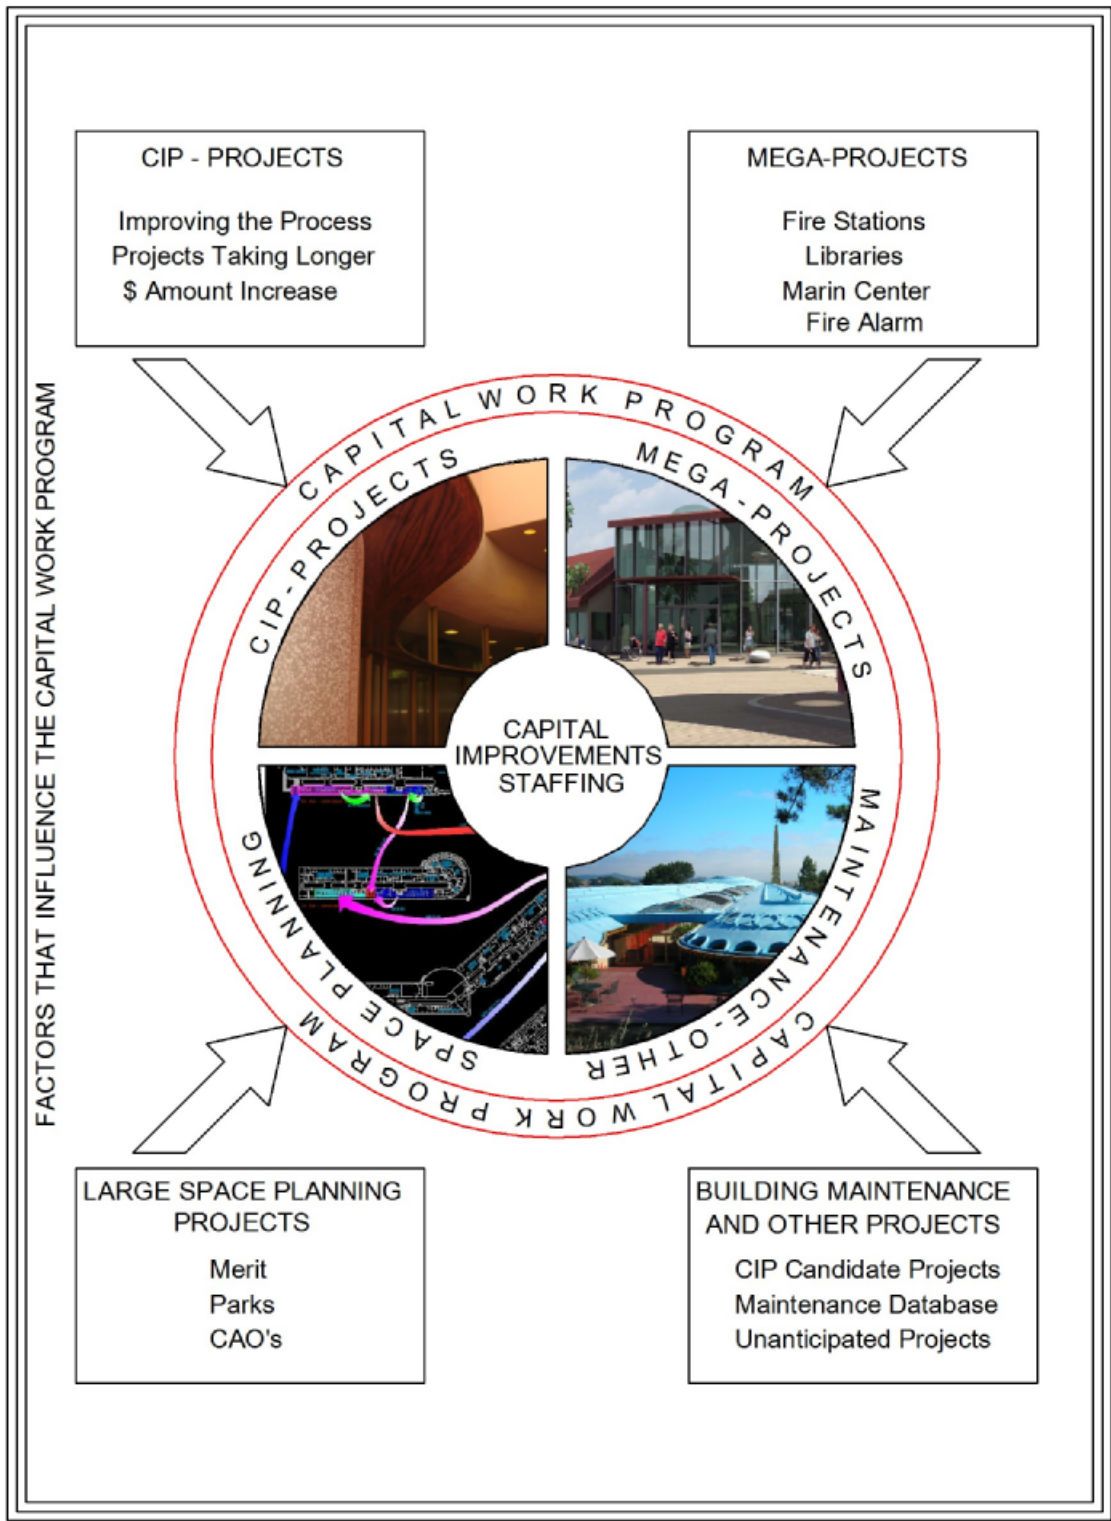 FACTORS THAT INFLUENCE THE CAPITAL WORK PROGRAM
CIP - PROJECTS
Improving the Process
Projects Taking Longer
$ Amount Increase
MEGA-PROJECTS
Fire Stations
Libraries
Marin Center
Fire Alarm
CAPITAL WORK PROGRAM
CIP-PROJECTS
MEGA-PROJECTS
CAPITAL
IMPROVEMENTS
STAFFING
SPACE PLANNING
MAINTENANCE-OTHER
CAPITAL WORK PROGRAM
LARGE SPACE PLANNING
PROJECTS
Merit
Parks
CAO's
BUILDING MAINTENANCE
AND OTHER PROJECTS
CIP Candidate Projects
Maintenance Database
Unanticipated Projects